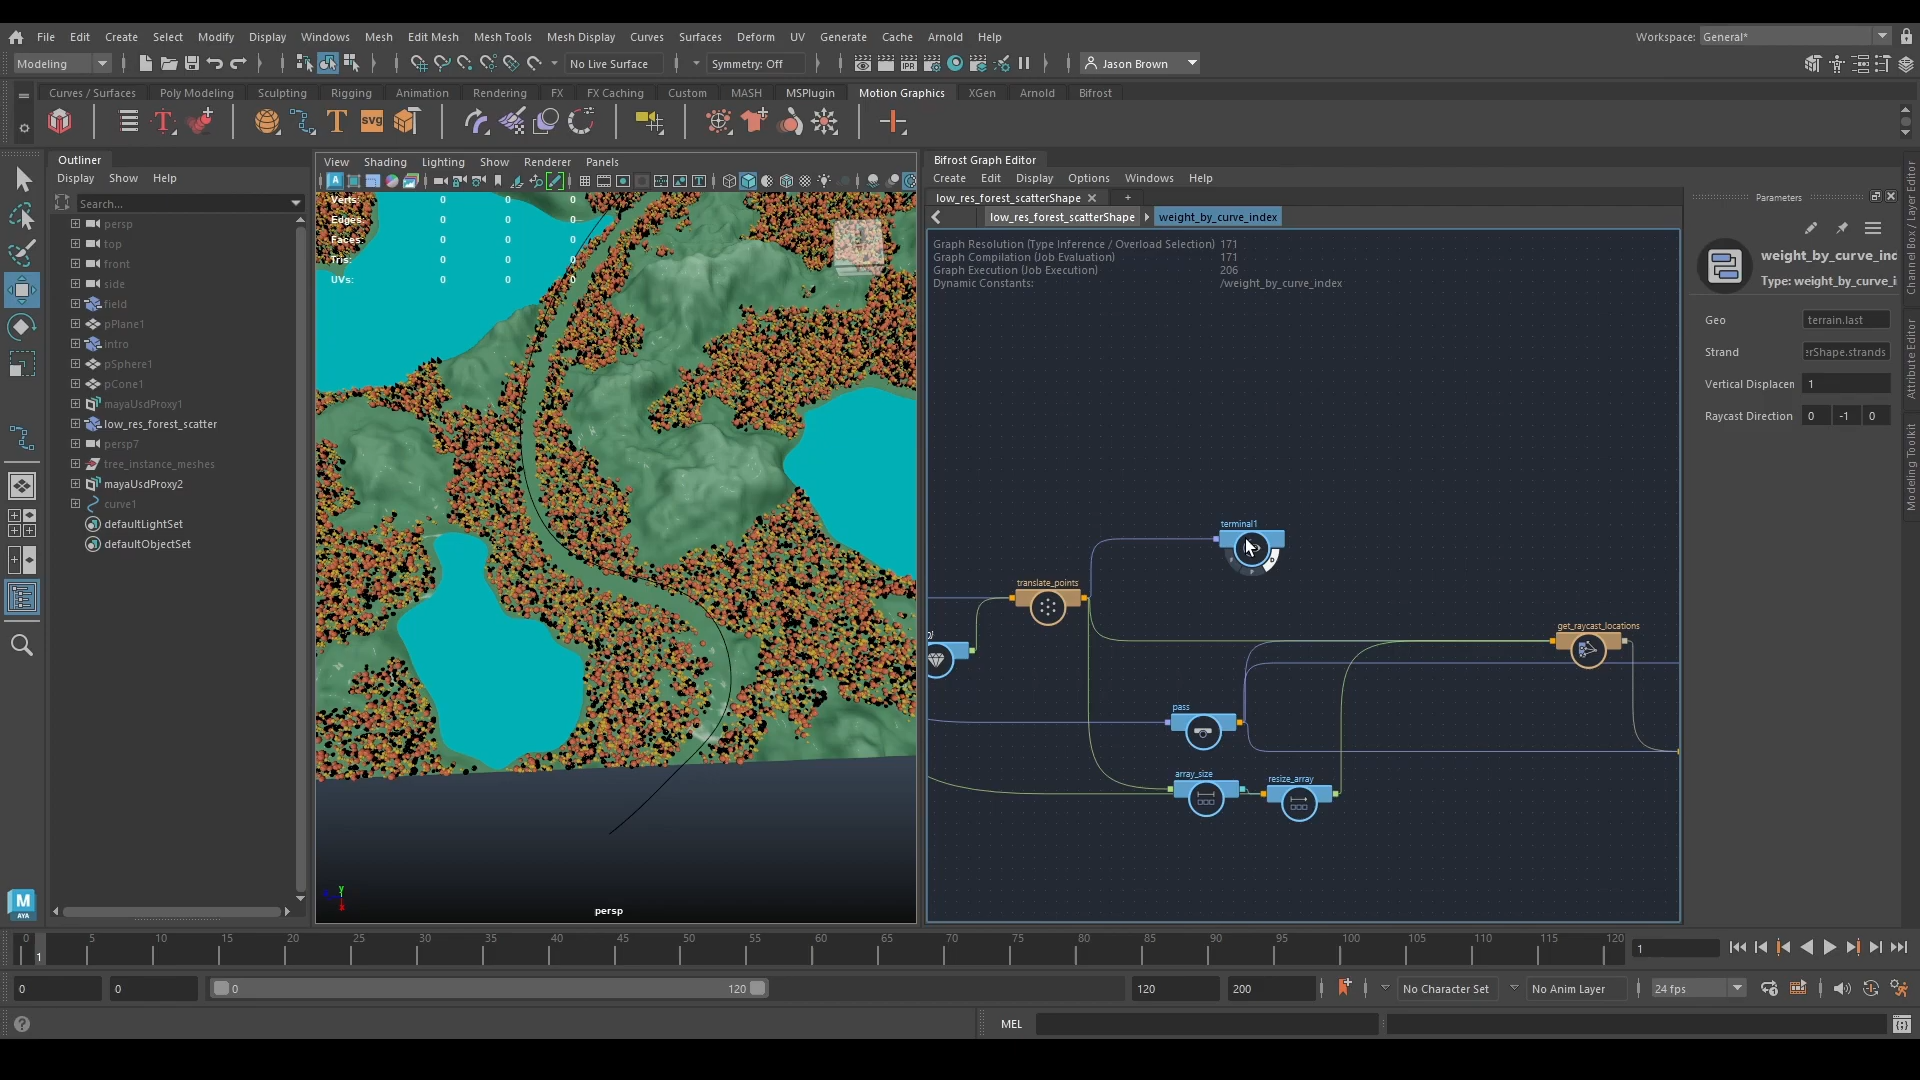 File Edit Create Select Modify Display Windows Mesh Edit Mesh Mesh Tools Mesh Display Curves Surfaces Deform UV Generate Cache Arnold Help Workspace: General*
Modeling No Live Surface Symmetry: Off Jason Brown
Curves / Surfaces Poly Modeling Sculpting Rigging Animation Rendering FX FX Caching Custom MASH MSPlugin Motion Graphics XGen Arnold Bifrost
Outliner
Display Show Help
Search...
persp
top
front
side
field
pPlane1
intro
pSphere1
pCone1
mayaUsdProxy1
low_res_forest_scatter
persp7
tree_instance_meshes
mayaUsdProxy2
curve1
defaultLightSet
defaultObjectSet
View Shading Lighting Show Renderer Panels
Verts: 0 0 0
Edges: 0 0 0
Faces: 0 0 0
Tris: 0 0 0
UVs: 0 0 0
persp
Bifrost Graph Editor
Create Edit Display Options Windows Help
low_res_forest_scatterShape
low_res_forest_scatterShape weight_by_curve_index
Graph Resolution (Type Inference / Overload Selection) 171
Graph Compilation (Job Evaluation) 171
Graph Execution (Job Execution) 206
Dynamic Constants: /weight_by_curve_index
terminal1
translate_points
get_raycast_locations
pass
array_size
resize_array
Parameters
weight_by_curve_ind
Type: weight_by_curve_i
Geo terrain.last
Strand :rShape.strands
Vertical Displacen 1
Raycast Direction 0 -1 0
Channel Box / Layer Editor
Attribute Editor
Modeling Toolkit
0 5 10 15 20 25 30 35 40 45 50 55 60 65 70 75 80 85 90 95 100 105 110 115 120
1 1
0 0 0 120 120 200 No Character Set No Anim Layer 24 fps
MEL
M
AYA